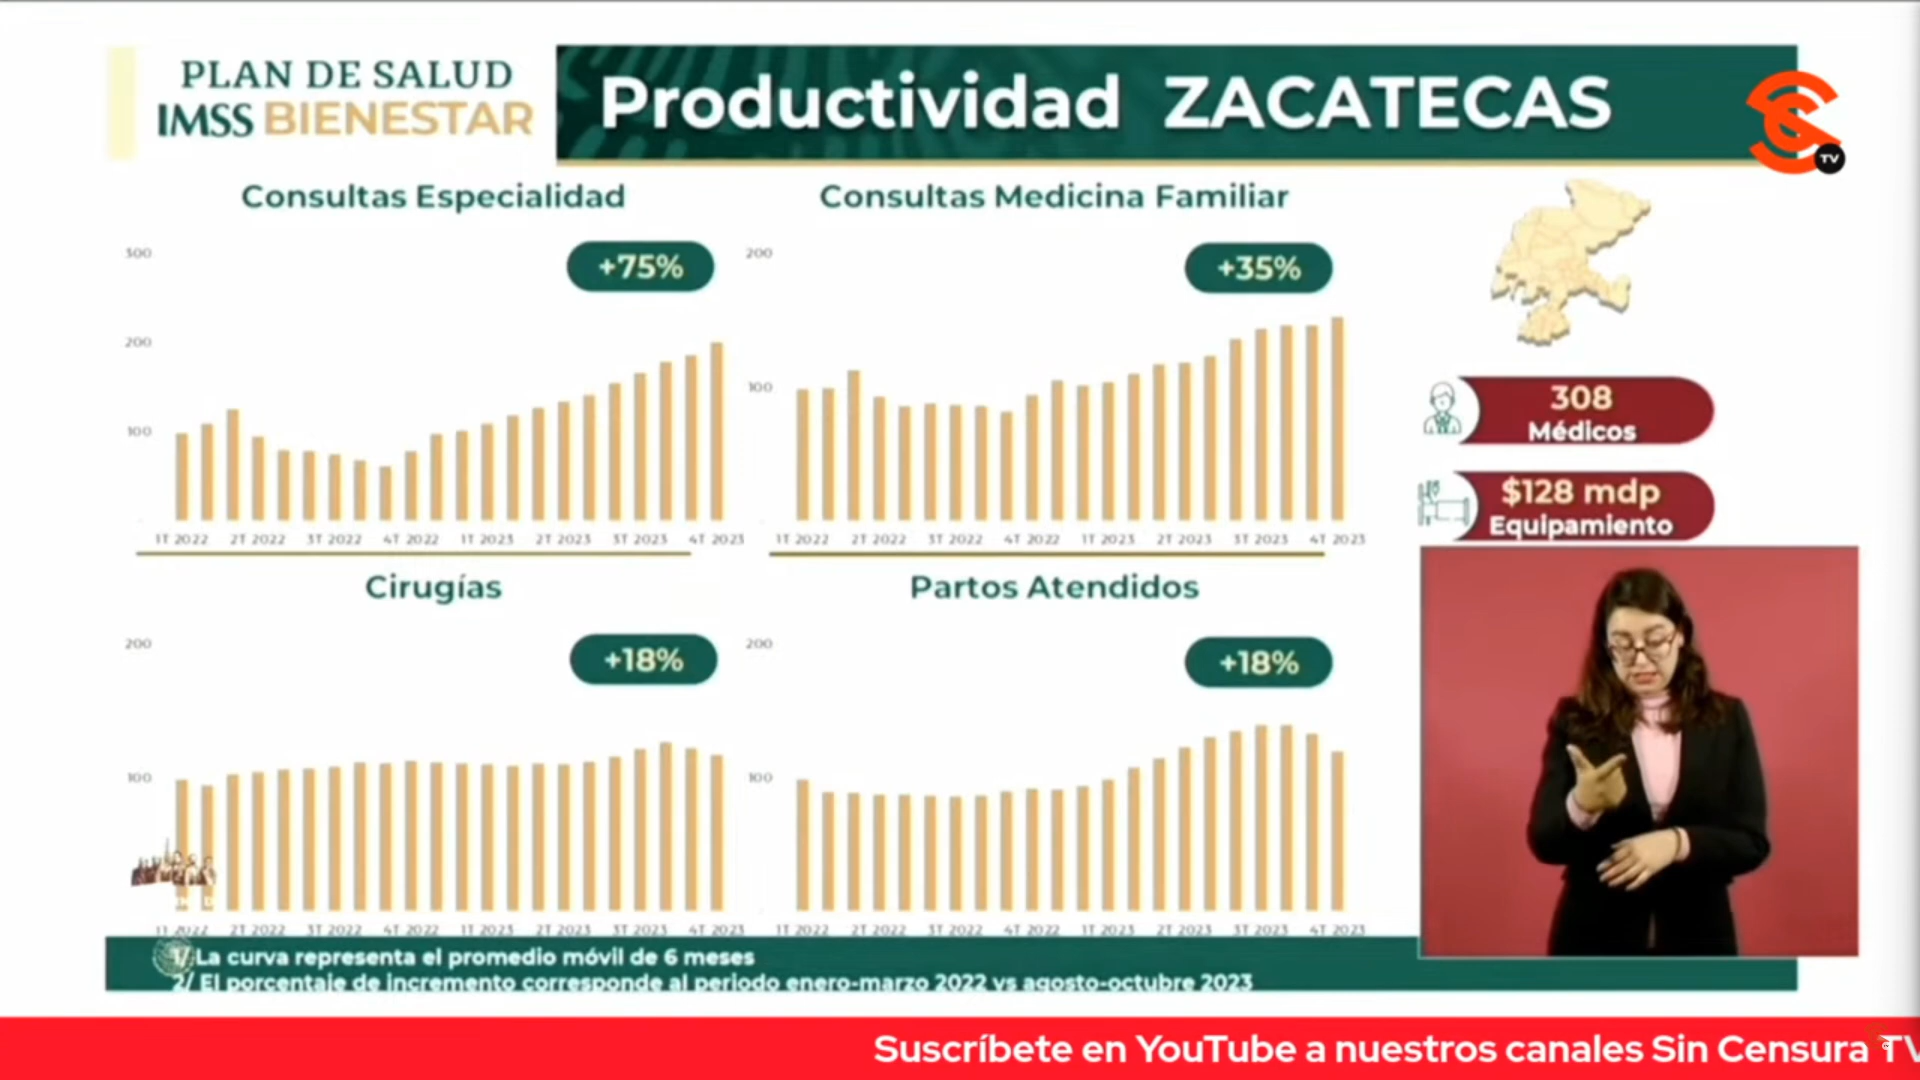 PLAN DE SALUD
IMSS BIENESTAR
Productividad ZACATECAS
TV
Consultas Especialidad
+75%
300
200
100
1T 2022 2T 2022 3T 2022 4T 2022 1T 2023 2T 2023 3T 2023 4T 2023
Consultas Medicina Familiar
+35%
200
100
1T 2022 2T 2022 3T 2022 4T 2022 1T 2023 2T 2023 3T 2023 4T 2023
308
Médicos
$128 mdp
Equipamiento
Cirugías
+18%
200
100
1T 2022 2T 2022 3T 2022 4T 2022 1T 2023 2T 2023 3T 2023 4T 2023
Partos Atendidos
+18%
200
100
1T 2022 2T 2022 3T 2022 4T 2022 1T 2023 2T 2023 3T 2023 4T 2023
1/ La curva representa el promedio móvil de 6 meses
2/ El porcentaje de incremento corresponde al periodo enero-marzo 2022 vs agosto-octubre 2023
Suscríbete en YouTube a nuestros canales Sin Censura TV